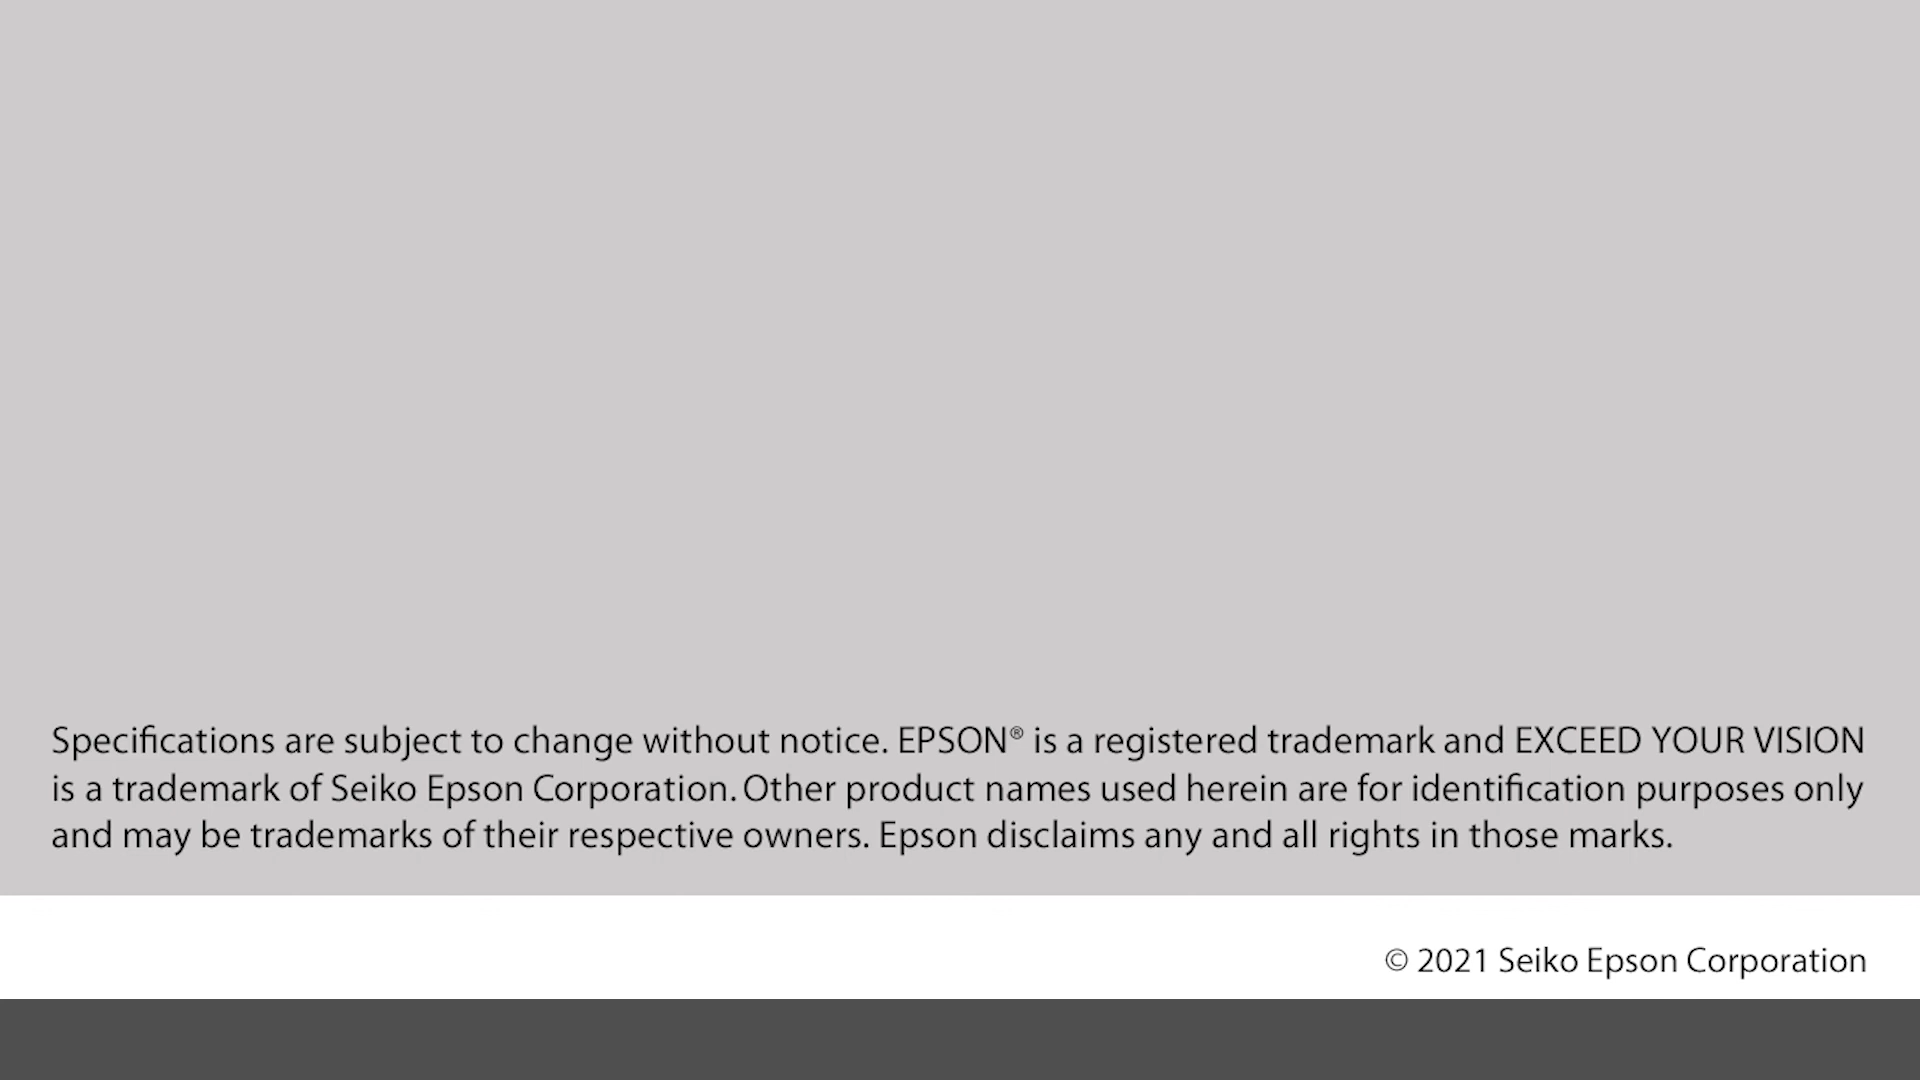 Specifications are subject to change without notice. EPSON® is a registered trademark and EXCEED YOUR VISION
is a trademark of Seiko Epson Corporation. Other product names used herein are for identification purposes only
and may be trademarks of their respective owners. Epson disclaims any and all rights in those marks.
© 2021 Seiko Epson Corporation